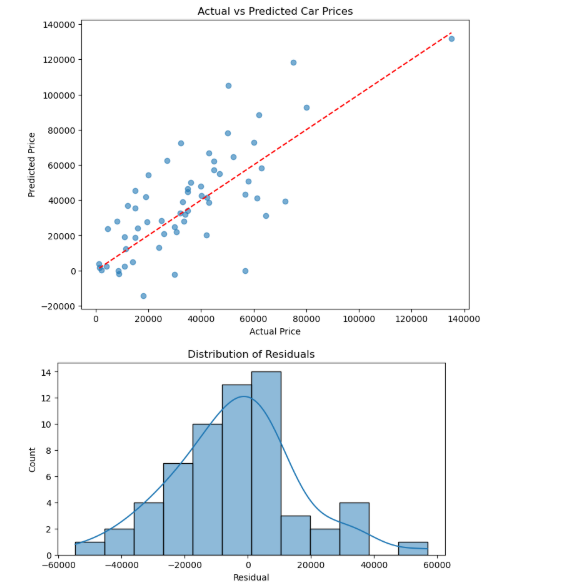 Actual vs Predicted Car Prices
140000
120000
100000
80000
60000
40000
20000
0
−20000
Predicted Price
0 20000 40000 60000 80000 100000 120000 140000
Actual Price
Distribution of Residuals
14
12
10
8
6
4
2
0
Count
−60000 −40000 −20000 0 20000 40000 60000
Residual